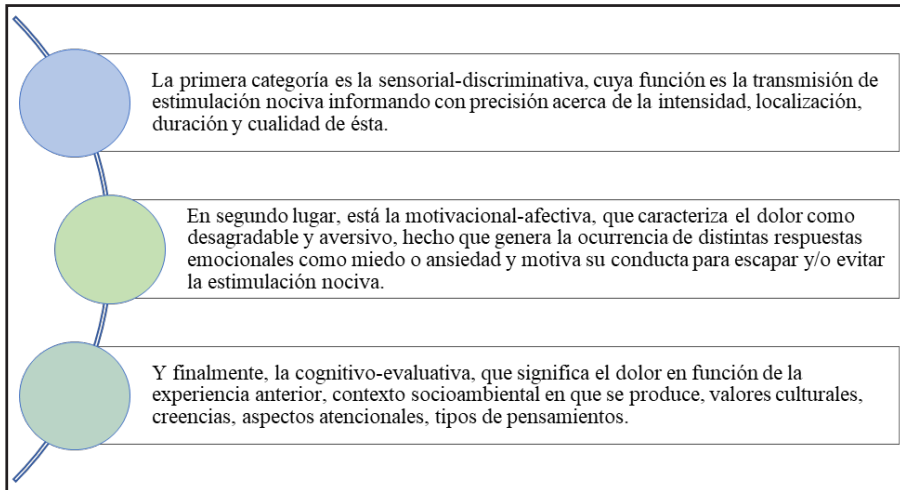 La primera categoría es la sensorial-discriminativa, cuya función es la transmisión de
estimulación nociva informando con precisión acerca de la intensidad, localización,
duración y cualidad de ésta.
En segundo lugar, está la motivacional-afectiva, que caracteriza el dolor como
desagradable y aversivo, hecho que genera la ocurrencia de distintas respuestas
emocionales como miedo o ansiedad y motiva su conducta para escapar y/o evitar
la estimulación nociva.
Y finalmente, la cognitivo-evaluativa, que significa el dolor en función de la
experiencia anterior, contexto socioambiental en que se produce, valores culturales,
creencias, aspectos atencionales, tipos de pensamientos.